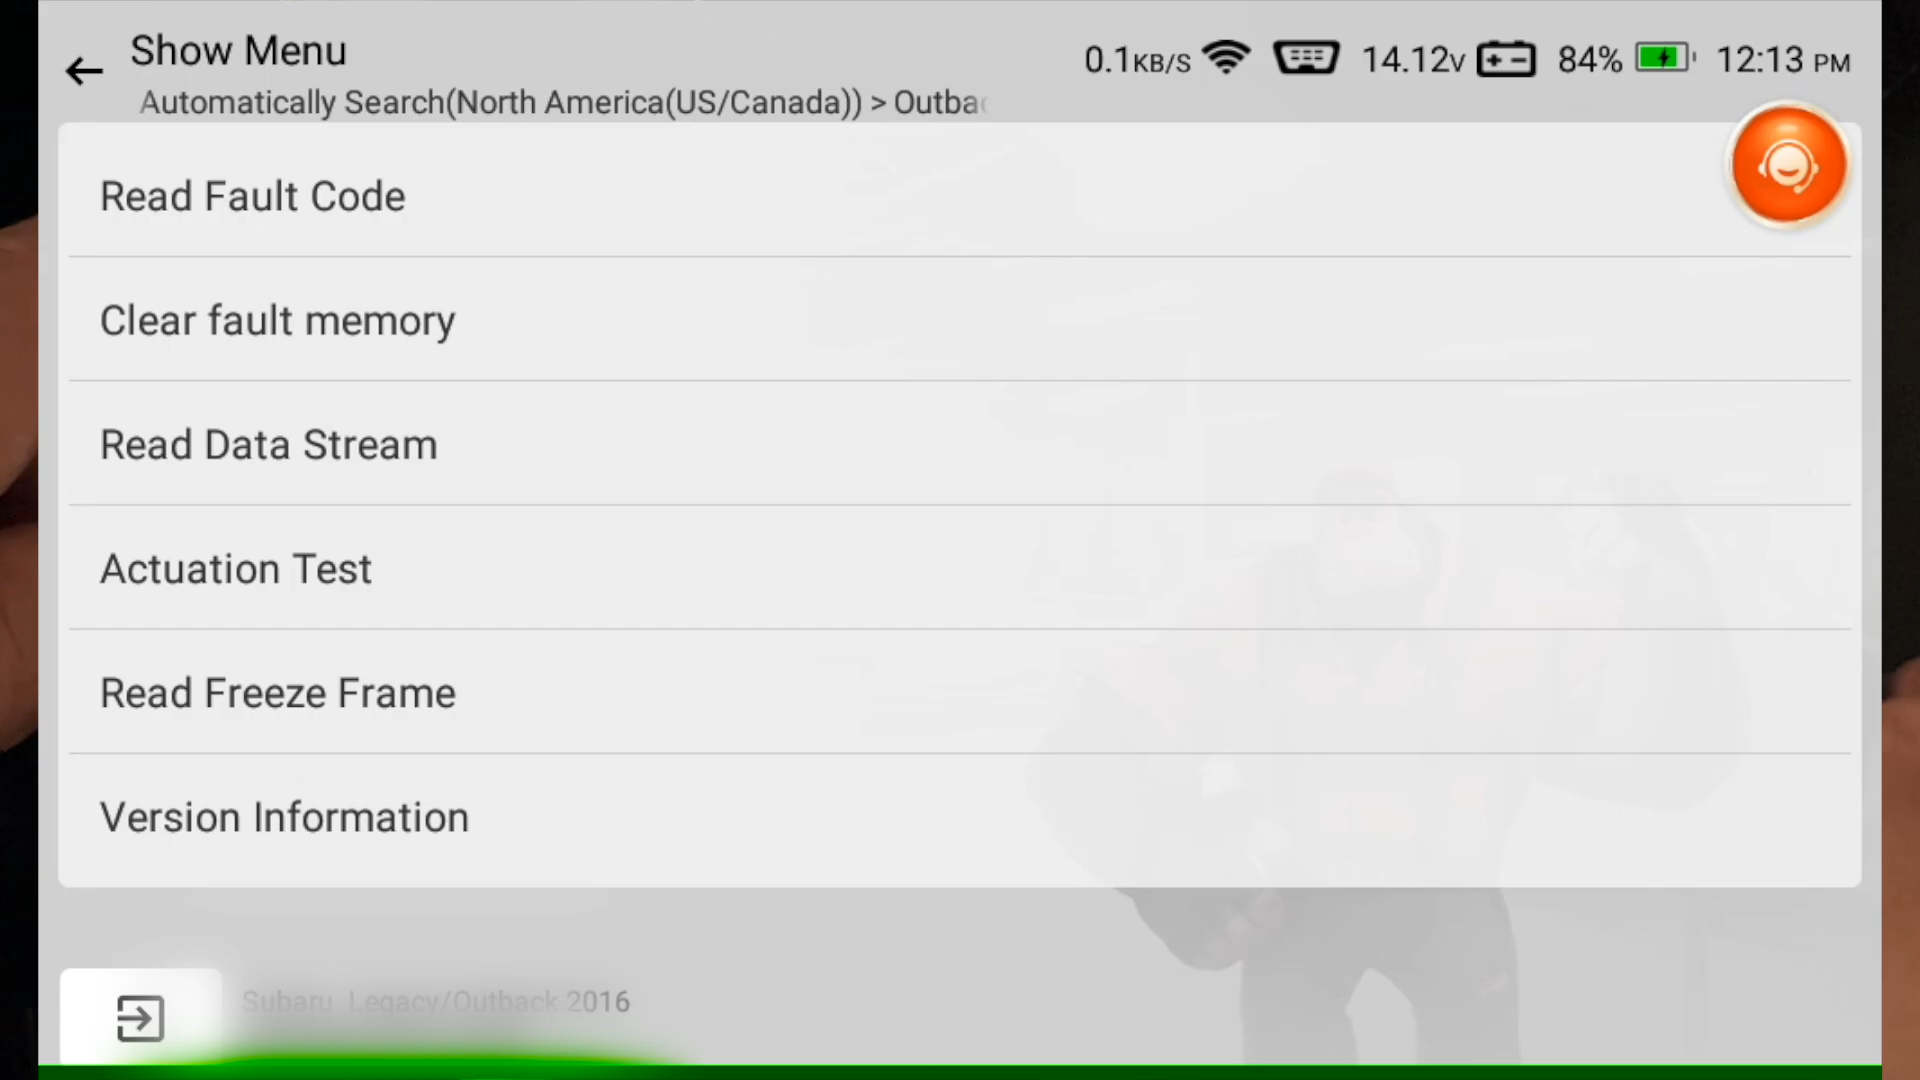 Show Menu
0.1KB/S 14.12V 84% 12:13 PM
Automatically Search(North America(US/Canada)) > Outba
Read Fault Code
Clear fault memory
Read Data Stream
Actuation Test
Read Freeze Frame
Version Information
Subaru Legacy/Outback 2016